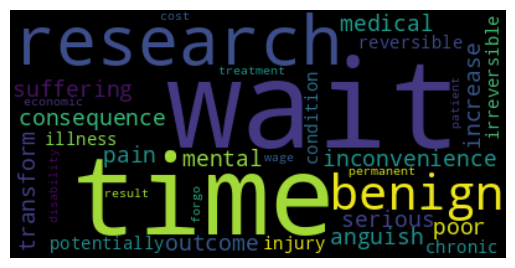 cost
research
medical
reversible
treatment
wait
suffering
economic
patient
increase
irreversible
consequence
condition
illness
transform
disability
pain
mental
inconvenience
time
result
wage
forgo
permanent
benign
serious
poor
potentially
outcome
injury
anguish
chronic